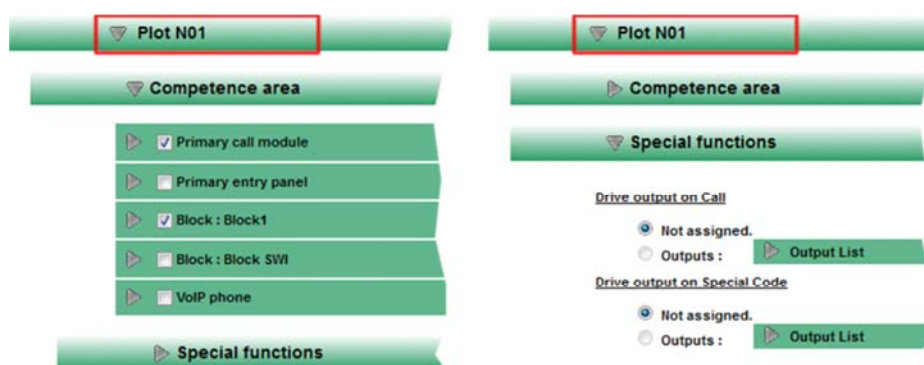 Plot N01
Competence area
Primary call module
Primary entry panel
Block : Block1
Block : Block SWI
VoIP phone
Special functions
Plot N01
Competence area
Special functions
Drive output on Call
Not assigned.
Outputs :
Output List
Drive output on Special Code
Not assigned.
Outputs :
Output List